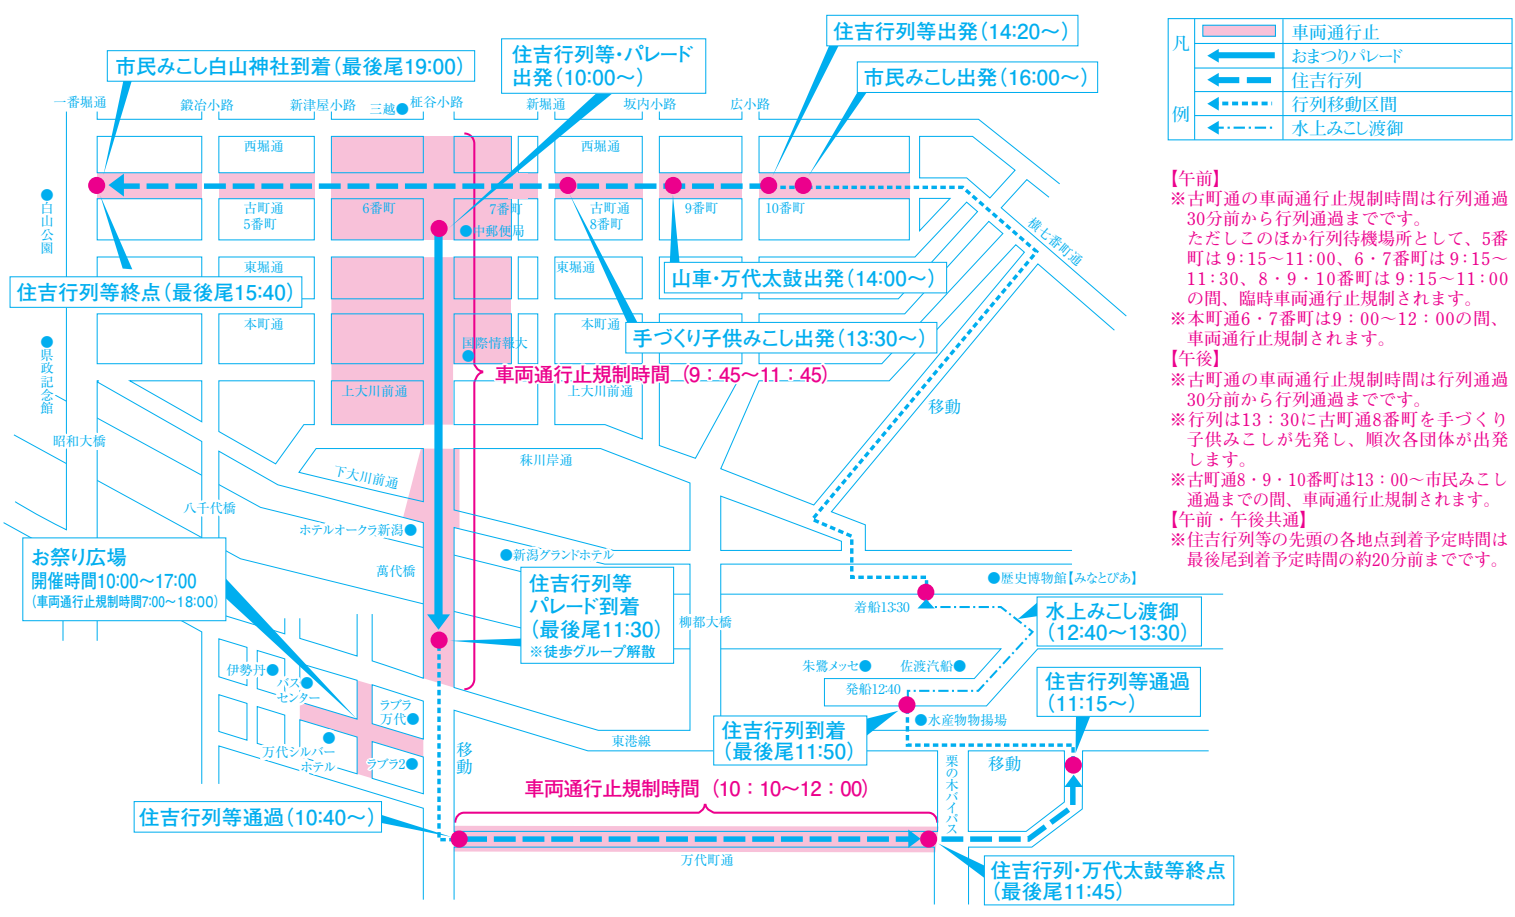 住吉行列等出発(14:20〜)
市民みこし出発(16:00〜)
住吉行列等・パレード
出発(10:00〜)
市民みこし白山神社到着(最後尾19:00)
凡
例
車両通行止
おまつりパレード
住吉行列
行列移動区間
水上みこし渡御
一番堀通
鍛冶小路
新津屋小路
三越
柾谷小路
新堀通
坂内小路
広小路
西堀通
西堀通
古町通
5番町
6番町
7番町
古町通
8番町
9番町
10番町
中郵便局
白山公園
横七番町通
東堀通
東堀通
住吉行列等終点(最後尾15:40)
山車・万代太鼓出発(14:00〜)
本町通
本町通
手づくり子供みこし出発(13:30〜)
国際情報大
県政記念館
車両通行止規制時間(9：45〜11：45)
上大川前通
上大川前通
移動
昭和大橋
下大川前通
秣川岸通
八千代橋
ホテルオークラ新潟
新潟グランドホテル
萬代橋
お祭り広場
開催時間10:00〜17:00
(車両通行止規制時間7:00〜18:00)
住吉行列等
パレード到着
(最後尾11:30)
※徒歩グループ解散
柳都大橋
歴史博物館【みなとぴあ】
着船13:30
水上みこし渡御
(12:40〜13:30)
伊勢丹
バス
センター
朱鷺メッセ
佐渡汽船
発船12:40
住吉行列等通過
(11:15〜)
ラブラ
万代
水産物物揚場
住吉行列到着
(最後尾11:50)
東港線
万代シルバー
ホテル
ラブラ2
移動
栗の木バイパス
移動
車両通行止規制時間(10：10〜12：00)
住吉行列等通過(10:40〜)
万代町通
住吉行列・万代太鼓等終点
(最後尾11:45)
【午前】
※古町通の車両通行止規制時間は行列通過
30分前から行列通過までです。
ただしこのほか行列待機場所として、5番
町は9:15〜11:00、6・7番町は9:15〜
11:30、8・9・10番町は9:15〜11:00
の間、臨時車両通行止規制されます。
※本町通6・7番町は9：00〜12：00の間、
車両通行止規制されます。
【午後】
※古町通の車両通行止規制時間は行列通過
30分前から行列通過までです。
※行列は13：30に古町通8番町を手づくり
子供みこしが先発し、順次各団体が出発
します。
※古町通8・9・10番町は13：00〜市民みこし
通過までの間、車両通行止規制されます。
【午前・午後共通】
※住吉行列等の先頭の各地点到着予定時間は
最後尾到着予定時間の約20分前までです。